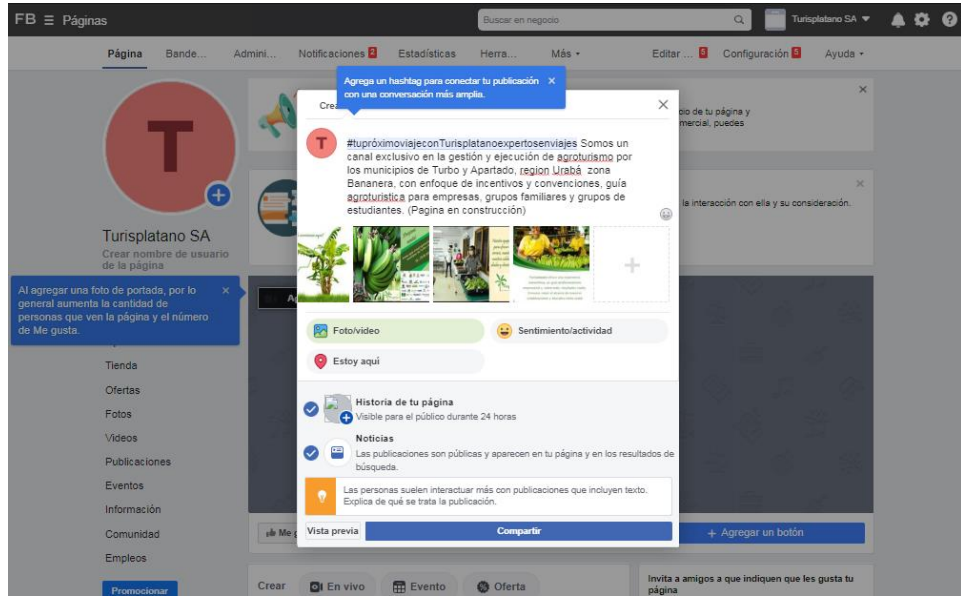 FB ☰ Páginas
Buscar en negocio
Turisplatano SA
Página Bande... Admini... Notificaciones 8 Estadísticas Herra... Más Editar ... 5 Configuración 5 Ayuda
Agrega un hashtag para conectar tu publicación
con una conversación más amplia.
Crea
cio de tu página y
mercial, puedes
T
T
#tupróximoviajeconTurisplatanoexpertosenviajes Somos un
canal exclusivo en la gestión y ejecución de agroturismo por
los municipios de Turbo y Apartado, region Urabá zona
Bananera, con enfoque de incentivos y convenciones, guía
agroturistica para empresas, grupos familiares y grupos de
estudiantes. (Pagina en construcción)
la interacción con ella y su consideración.
Turisplatano SA
Crear nombre de usuario
de la página
Al agregar una foto de portada, por lo
general aumenta la cantidad de
personas que ven la página y el número
de Me gusta.
Foto/video
Sentimiento/actividad
Estoy aquí
Tienda
Ofertas
Fotos
Videos
Publicaciones
Eventos
Información
Comunidad
Empleos
Promocionar
Historia de tu página
Visible para el público durante 24 horas
Noticias
Las publicaciones son públicas y aparecen en tu página y en los resultados de
búsqueda.
Las personas suelen interactuar más con publicaciones que incluyen texto.
Explica de qué se trata la publicación.
Me g
Vista previa
Compartir
+ Agregar un botón
Crear En vivo Evento Oferta
Invita a amigos a que indiquen que les gusta tu
página